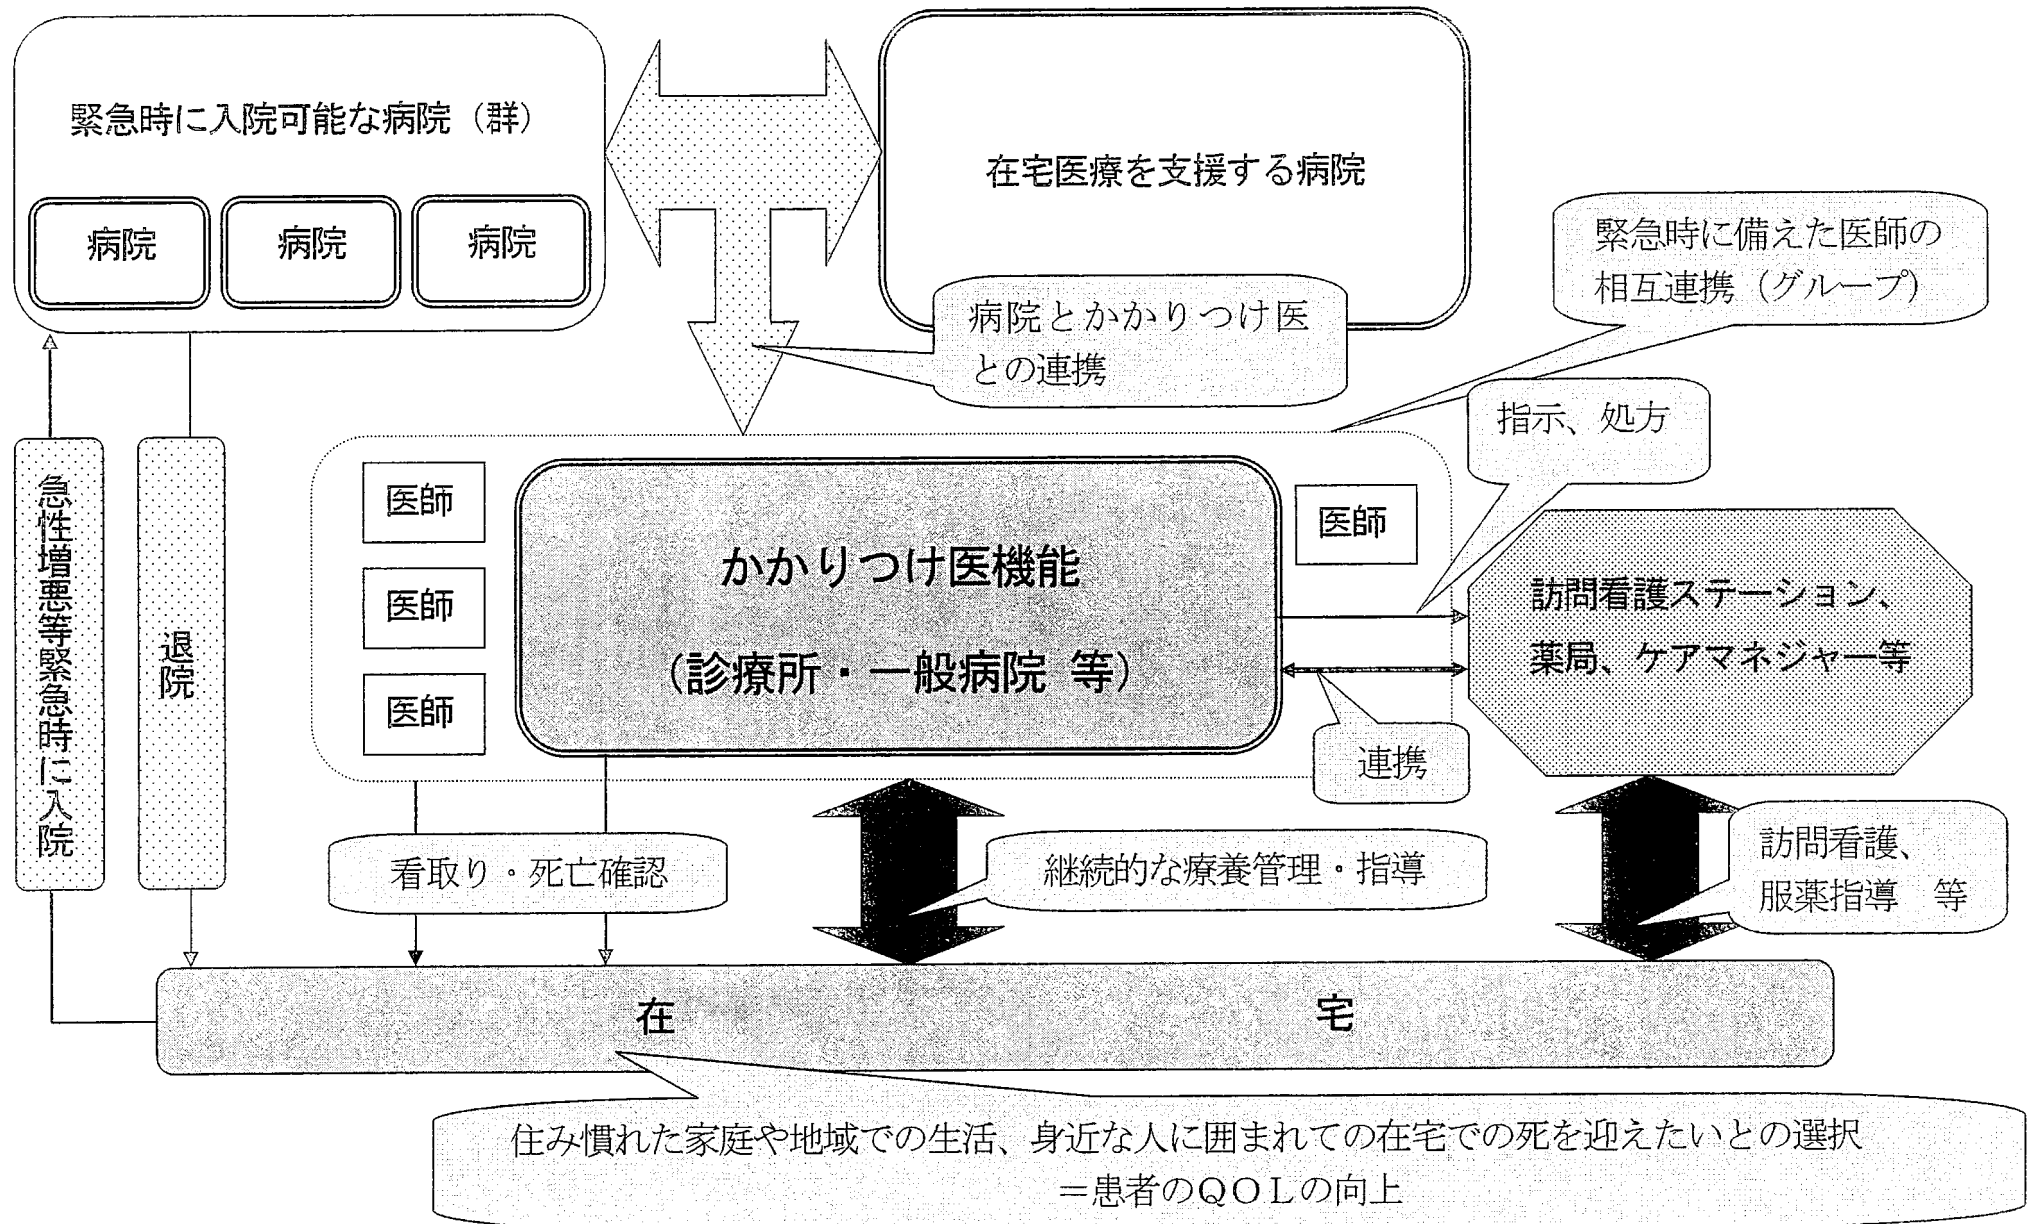 緊急時に入院可能な病院（群）
病院
病院
病院
在宅医療を支援する病院
緊急時に備えた医師の
相互連携（グループ）
病院とかかりつけ医
との連携
指示、処方
急性増悪等緊急時に入院
退院
医師
医師
医師
かかりつけ医機能
（診療所・一般病院 等）
医師
訪問看護ステーション、
薬局、ケアマネジャー等
連携
看取り・死亡確認
継続的な療養管理・指導
訪問看護、
服薬指導　等
在　宅
住み慣れた家庭や地域での生活、身近な人に囲まれての在宅での死を迎えたいとの選択
＝患者のＱＯＬの向上